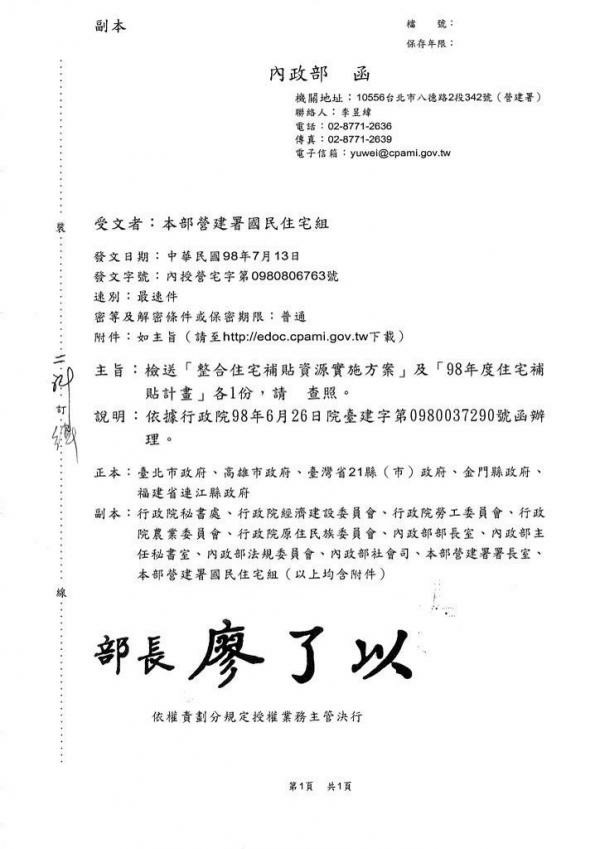 副本
檔　號：
保存年限：
內政部　函
機關地址：10556台北市八德路2段342號（營建署）
聯絡人：李昱緯
電話：02-8771-2636
傳真：02-8771-2639
電子信箱：yuwei@cpami.gov.tw
受文者：本部營建署國民住宅組
發文日期：中華民國98年7月13日
發文字號：內授營宅字第0980806763號
速別：最速件
密等及解密條件或保密期限：普通
附件：如主旨（請至http://edoc.cpami.gov.tw下載）
主旨：檢送「整合住宅補貼資源實施方案」及「98年度住宅補
貼計畫」各1份，請　查照。
說明：依據行政院98年6月26日院臺建字第0980037290號函辦
理。
正本：臺北市政府、高雄市政府、臺灣省21縣（市）政府、金門縣政府、
福建省連江縣政府
副本：行政院秘書處、行政院經濟建設委員會、行政院勞工委員會、行政
院農業委員會、行政院原住民族委員會、內政部部長室、內政部主
任秘書室、內政部法規委員會、內政部社會司、本部營建署署長室、
本部營建署國民住宅組（以上均含附件）
部長 廖了以
依權責劃分規定授權業務主管決行
第1頁　共1頁
裝
訂
線